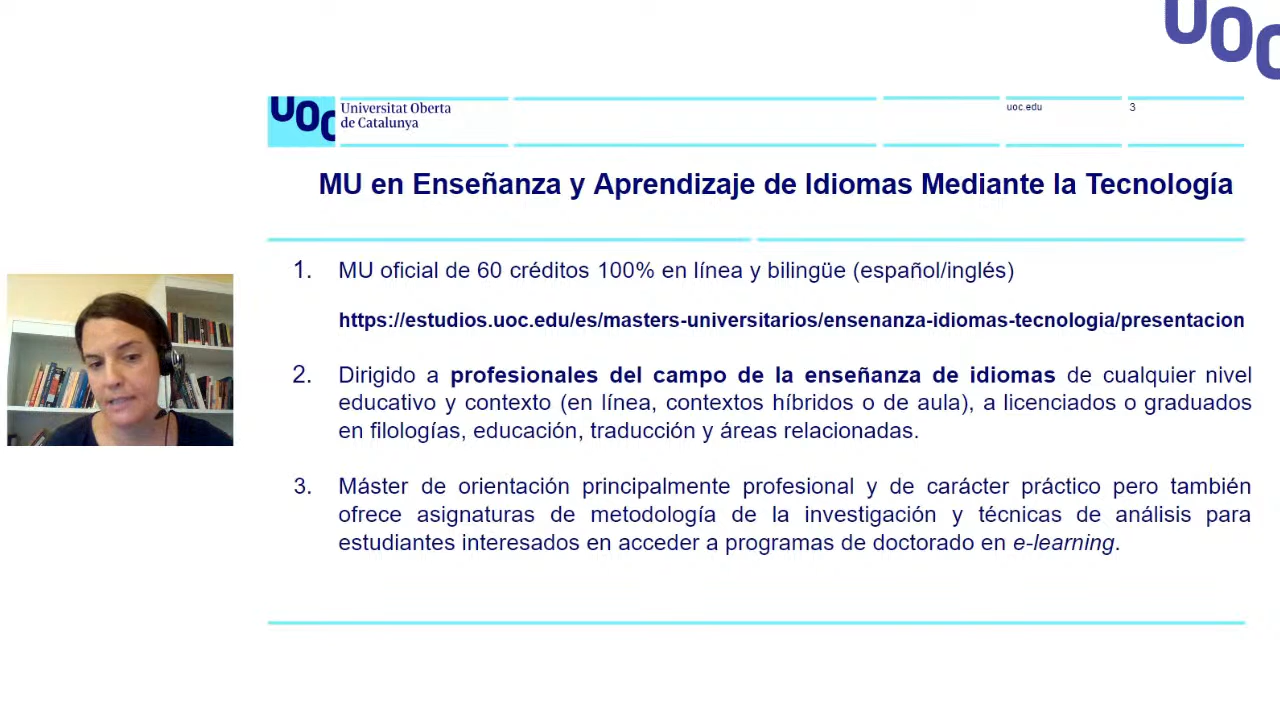 UOC
UOC
Universitat Oberta
de Catalunya
uoc.edu
3
MU en Enseñanza y Aprendizaje de Idiomas Mediante la Tecnología
1. MU oficial de 60 créditos 100% en línea y bilingüe (español/inglés)
https://estudios.uoc.edu/es/masters-universitarios/ensenanza-idiomas-tecnologia/presentacion
2. Dirigido a profesionales del campo de la enseñanza de idiomas de cualquier nivel
educativo y contexto (en línea, contextos híbridos o de aula), a licenciados o graduados
en filologías, educación, traducción y áreas relacionadas.
3. Máster de orientación principalmente profesional y de carácter práctico pero también
ofrece asignaturas de metodología de la investigación y técnicas de análisis para
estudiantes interesados en acceder a programas de doctorado en e-learning.